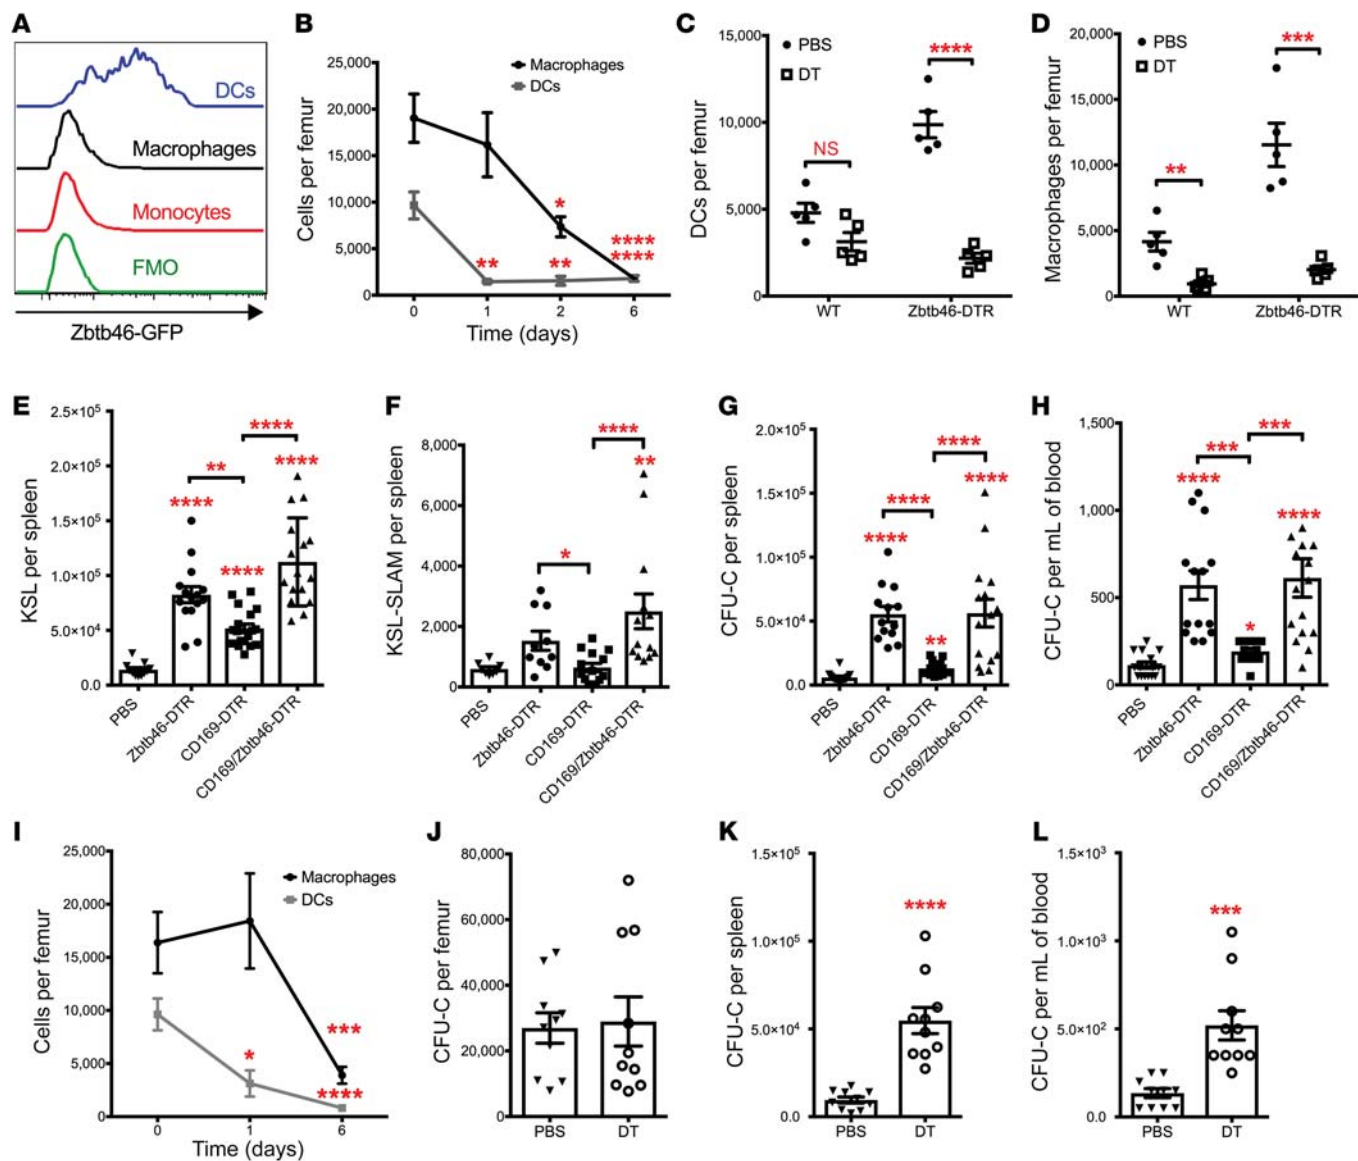 A
DCs
Macrophages
Monocytes
FMO
Zbtb46-GFP
B
Cells per femur
25,000
20,000
15,000
10,000
5,000
0
Macrophages
DCs
*
**
**
****
****
0 1 2 6
Time (days)
C
DCs per femur
15,000
10,000
5,000
0
PBS
DT
NS
****
WT Zbtb46-DTR
D
Macrophages per femur
20,000
15,000
10,000
5,000
0
PBS
DT
**
***
WT Zbtb46-DTR
E
KSL per spleen
2.5×10⁵
2.0×10⁵
1.5×10⁵
1.0×10⁵
5.0×10⁴
0.0
****
**
****
****
****
PBS
Zbtb46-DTR
CD169-DTR
CD169/Zbtb46-DTR
F
KSL-SLAM per spleen
8,000
6,000
4,000
2,000
0
****
**
*
PBS
Zbtb46-DTR
CD169-DTR
CD169/Zbtb46-DTR
G
CFU-C per spleen
2.0×10⁵
1.5×10⁵
1.0×10⁵
5.0×10⁴
0.0
****
****
****
****
**
PBS
Zbtb46-DTR
CD169-DTR
CD169/Zbtb46-DTR
H
CFU-C per mL of blood
1,500
1,000
500
0
***
***
****
****
*
PBS
Zbtb46-DTR
CD169-DTR
CD169/Zbtb46-DTR
I
Cells per femur
25,000
20,000
15,000
10,000
5,000
0
Macrophages
DCs
*
***
****
0 1 6
Time (days)
J
CFU-C per femur
80,000
60,000
40,000
20,000
0
PBS DT
K
CFU-C per spleen
1.5×10⁵
1.0×10⁵
5.0×10⁴
0.0
****
PBS DT
L
CFU-C per mL of blood
1.5×10³
1.0×10³
5.0×10²
0.0
***
PBS DT